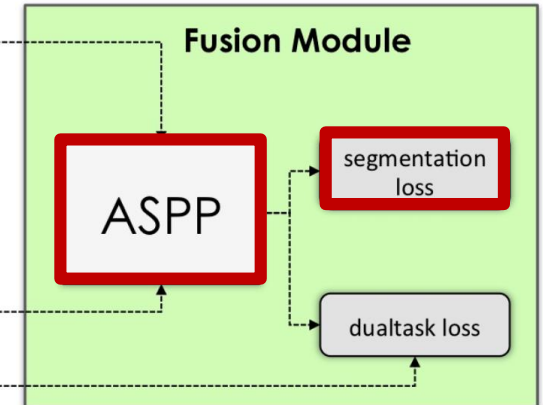 Fusion Module
ASPP
segmentation
loss
dualtask loss